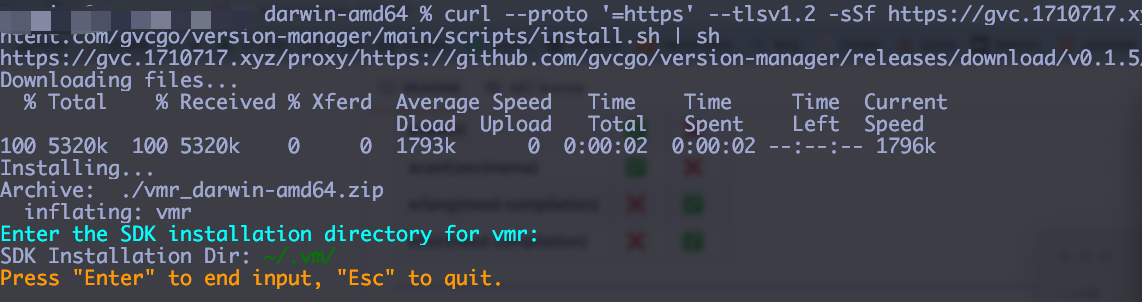 darwin-amd64 % curl --proto '=https' --tlsv1.2 -sSf https://gvc.1710717.xy
ntent.com/gvcgo/version-manager/main/scripts/install.sh | sh
https://gvc.1710717.xyz/proxy/https://github.com/gvcgo/version-manager/releases/download/v0.1.5/
Downloading files...
% Total % Received % Xferd Average Speed Time Time Time Current
Dload Upload Total Spent Left Speed
100 5320k 100 5320k 0 0 1793k 0 0:00:02 0:00:02 --:--:-- 1796k
Installing...
Archive: ./vmr_darwin-amd64.zip
inflating: vmr
Enter the SDK installation directory for vmr:
SDK Installation Dir: ~/.vm/
Press "Enter" to end input, "Esc" to quit.